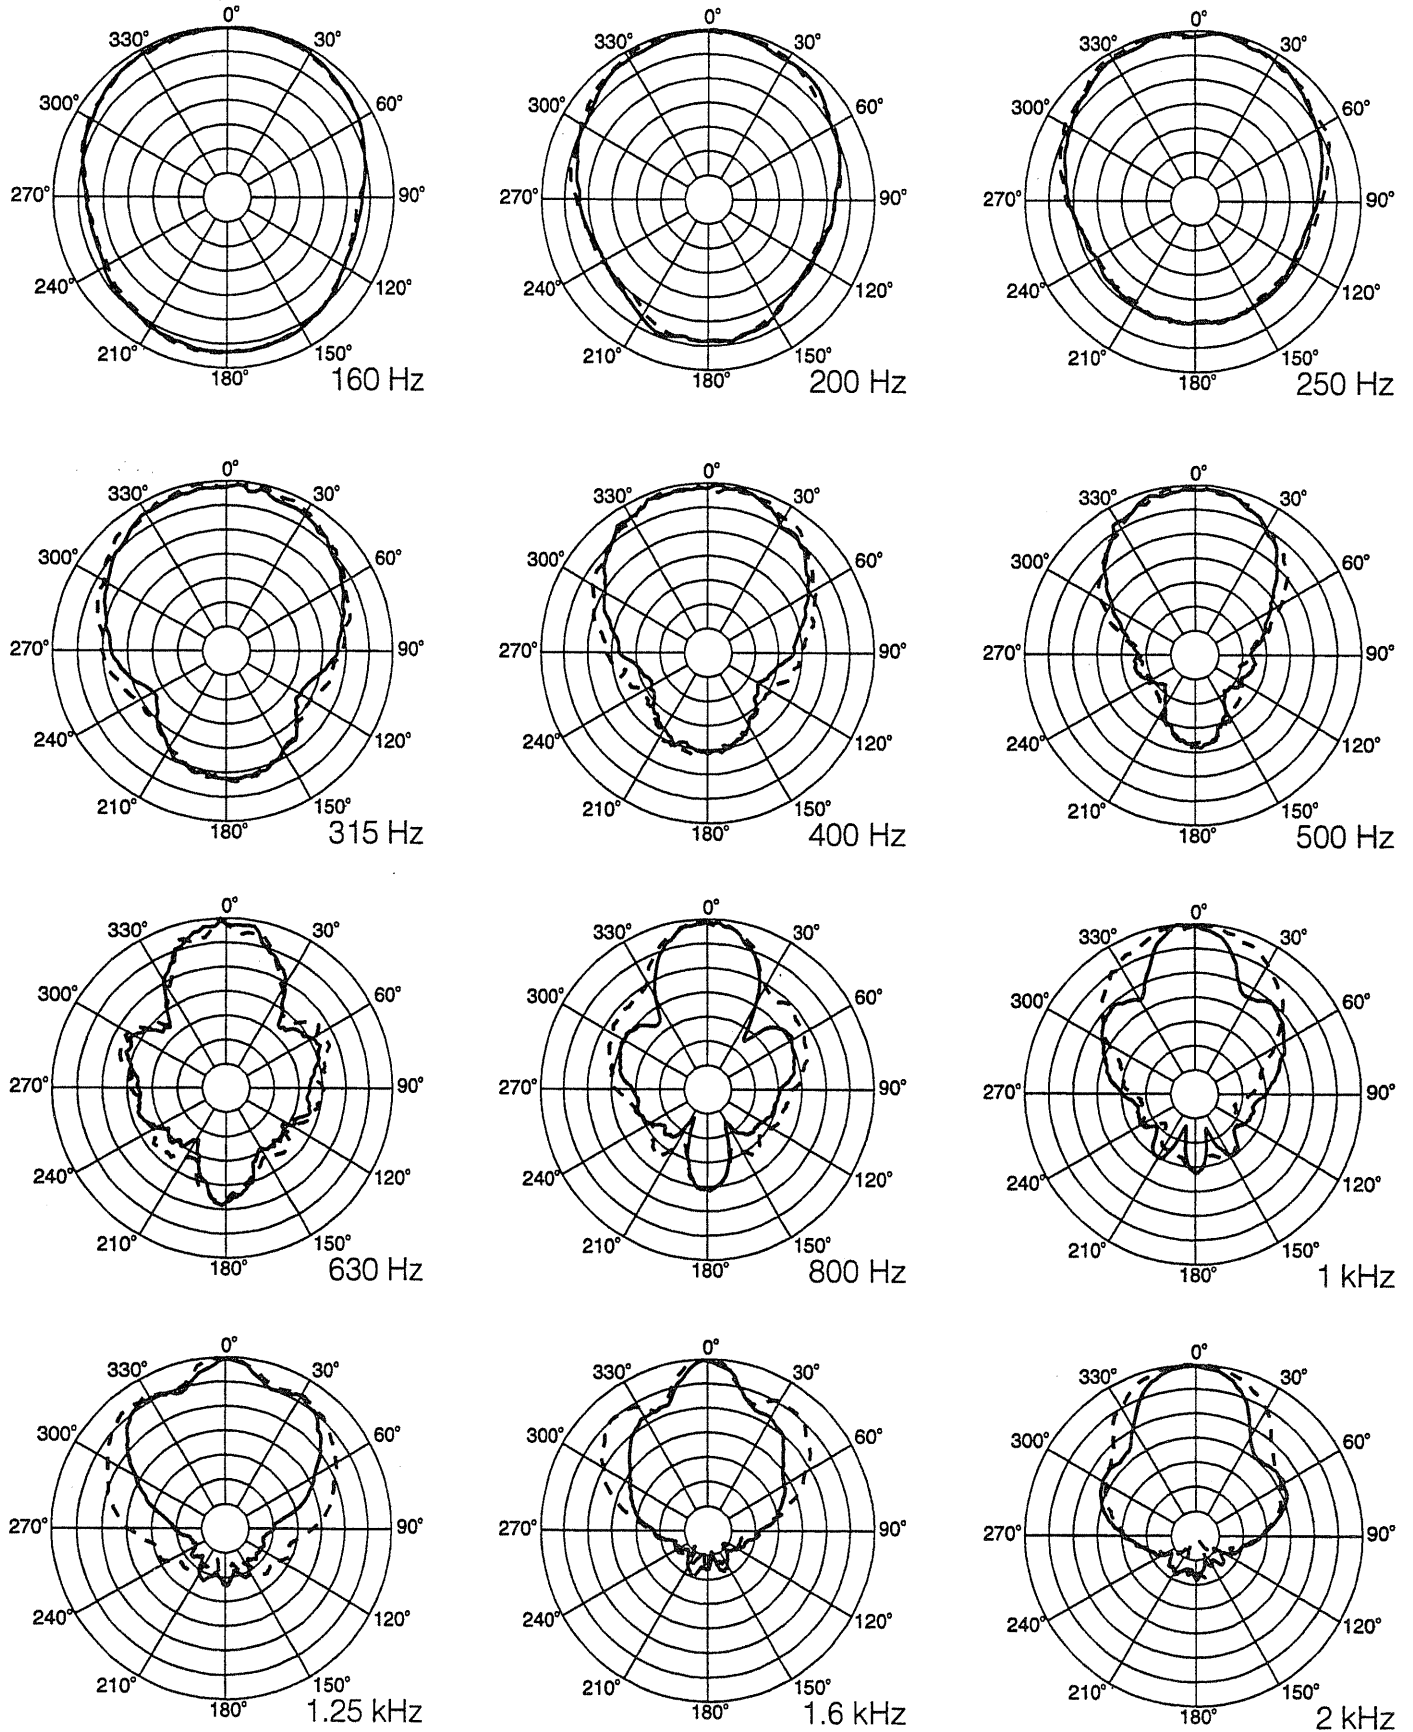 0° 0° 0°
330° 30° 330° 30° 330° 30°
300° 60° 300° 60° 300° 60°
270° 90° 270° 90° 270° 90°
240° 120° 240° 120° 240° 120°
210° 150° 210° 150° 210° 150°
180° 180° 180°
160 Hz 200 Hz 250 Hz
0° 0° 0°
330° 30° 330° 30° 330° 30°
300° 60° 300° 60° 300° 60°
270° 90° 270° 90° 270° 90°
240° 120° 240° 120° 240° 120°
210° 150° 210° 150° 210° 150°
180° 180° 180°
315 Hz 400 Hz 500 Hz
0° 0° 0°
330° 30° 330° 30° 330° 30°
300° 60° 300° 60° 300° 60°
270° 90° 270° 90° 270° 90°
240° 120° 240° 120° 240° 120°
210° 150° 210° 150° 210° 150°
180° 180° 180°
630 Hz 800 Hz 1 kHz
0° 0° 0°
330° 30° 330° 30° 330° 30°
300° 60° 300° 60° 300° 60°
270° 90° 270° 90° 270° 90°
240° 120° 240° 120° 240° 120°
210° 150° 210° 150° 210° 150°
180° 180° 180°
1.25 kHz 1.6 kHz 2 kHz